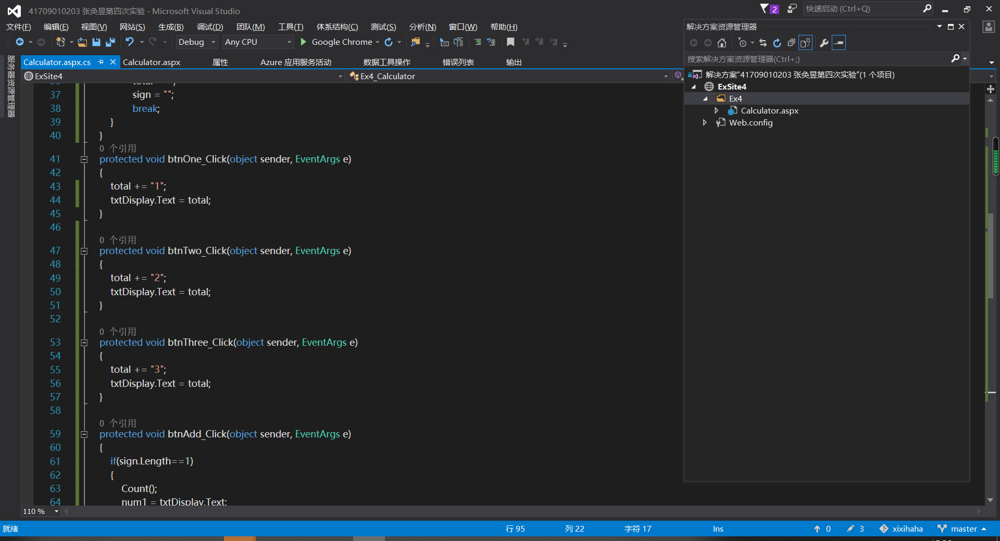 41709010203 张奂昱第四次实验 - Microsoft Visual Studio
2
快速启动 (Ctrl+Q)
文件(F) 编辑(E) 视图(V) 网站(S) 生成(B) 调试(D) 团队(M) 工具(T) 体系结构(C) 测试(S) 分析(N) 窗口(W) 帮助(H)
Debug Any CPU Google Chrome
服务器资源管理器
Calculator.aspx.cs Calculator.aspx 属性 Azure 应用服务活动 数据工具操作 错误列表 输出
ExSite4 Ex4_Calculator
37 sign = "";
38 break;
39 }
40 }
0 个引用
41 protected void btnOne_Click(object sender, EventArgs e)
42 {
43 total += "1";
44 txtDisplay.Text = total;
45 }
46
0 个引用
47 protected void btnTwo_Click(object sender, EventArgs e)
48 {
49 total += "2";
50 txtDisplay.Text = total;
51 }
52
0 个引用
53 protected void btnThree_Click(object sender, EventArgs e)
54 {
55 total += "3";
56 txtDisplay.Text = total;
57 }
58
0 个引用
59 protected void btnAdd_Click(object sender, EventArgs e)
60 {
61 if(sign.Length==1)
62 {
63 Count();
64 num1 = txtDisplay.Text;
110 %
解决方案资源管理器
搜索解决方案资源管理器(Ctrl+;)
解决方案"41709010203 张奂昱第四次实验"(1 个项目)
ExSite4
Ex4
Calculator.aspx
Web.config
就绪 行 95 列 22 字符 17 Ins 0 3 xixihaha master